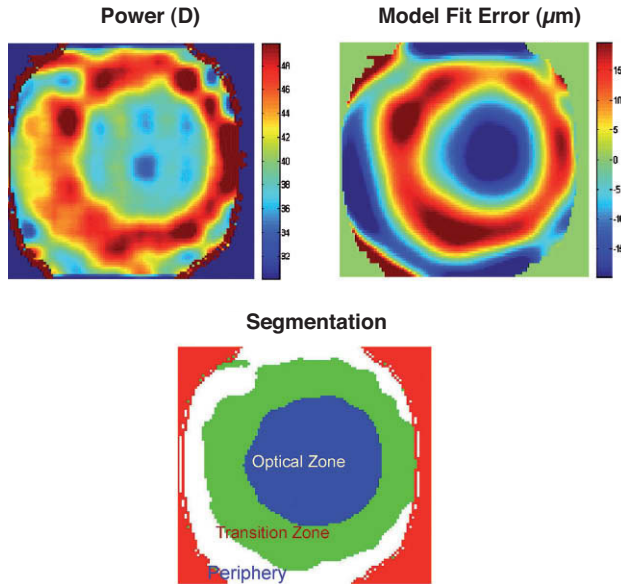 Power (D)
Model Fit Error (µm)
48
46
44
42
40
38
36
34
32
15
10
5
0
-5
-10
-15
Segmentation
Optical Zone
Transition Zone
Periphery